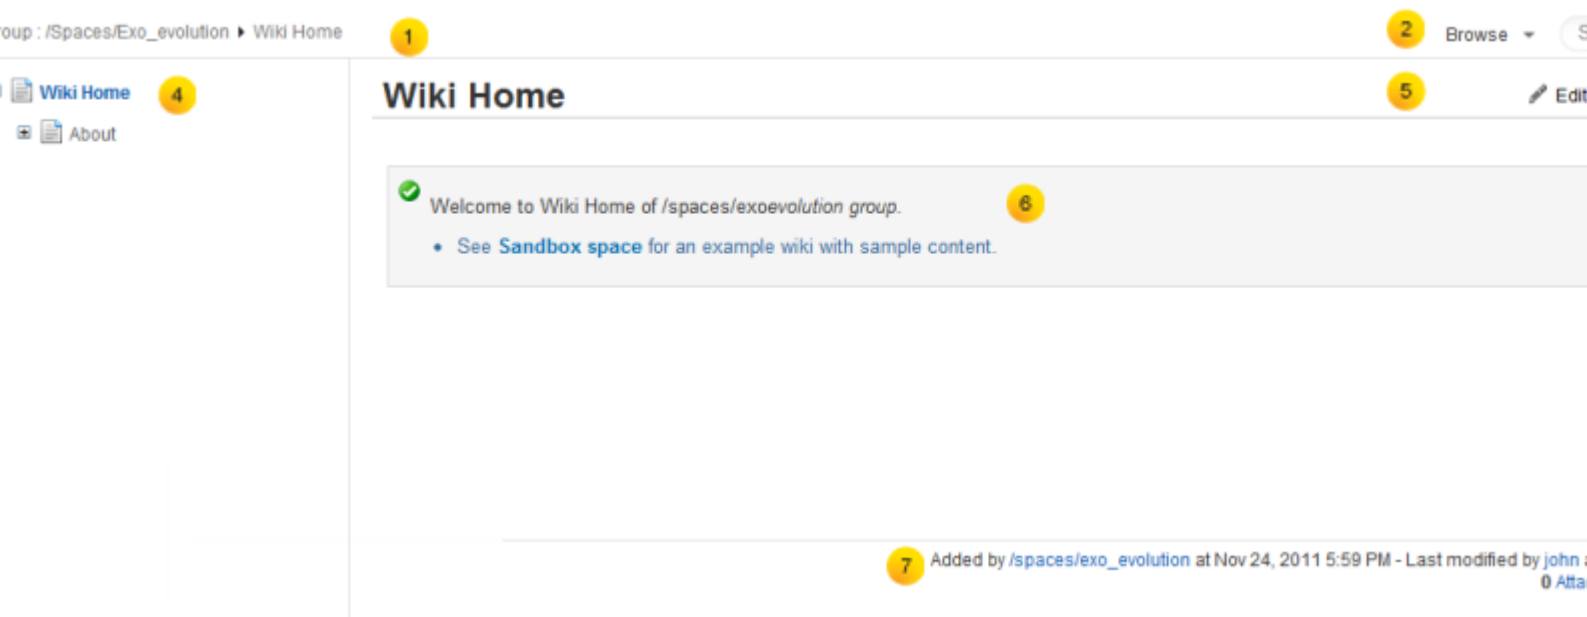 roup : /Spaces/Exo_evolution ▸ Wiki Home 1 2 Browse S
Wiki Home 4 Wiki Home 5 Edit
About
Welcome to Wiki Home of /spaces/exoevolution group. 6
• See Sandbox space for an example wiki with sample content.
7 Added by /spaces/exo_evolution at Nov 24, 2011 5:59 PM - Last modified by john a
0 Atta